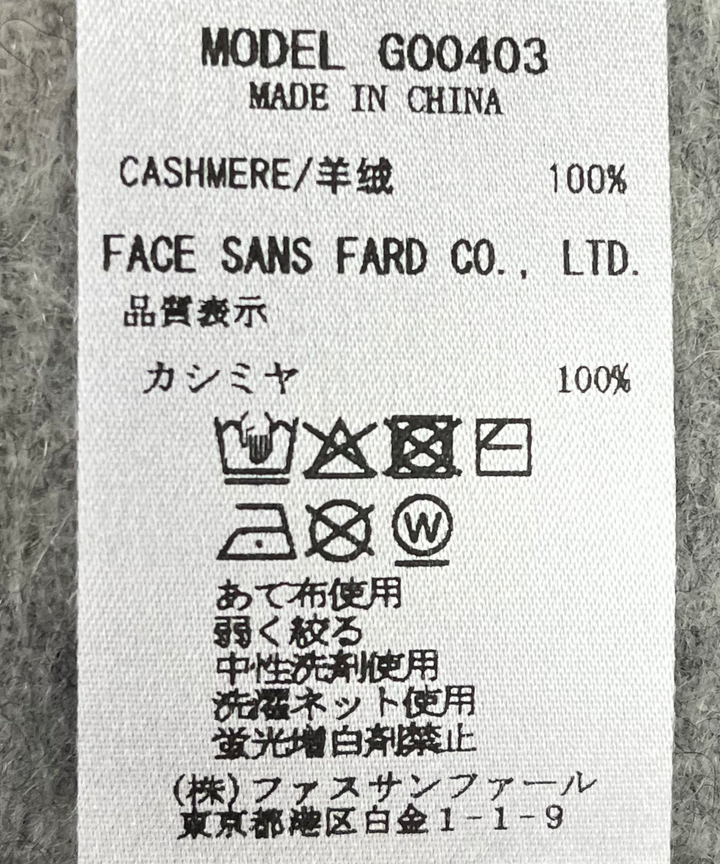 MODEL G00403
MADE IN CHINA
CASHMERE/羊绒 100%
FACE SANS FARD CO., LTD.
品質表示
カシミヤ 100%
W
あて布使用
弱く絞る
中性洗剤使用
洗濯ネット使用
蛍光増白剤禁止
(株)ファスサンファール
東京都港区白金1-1-9